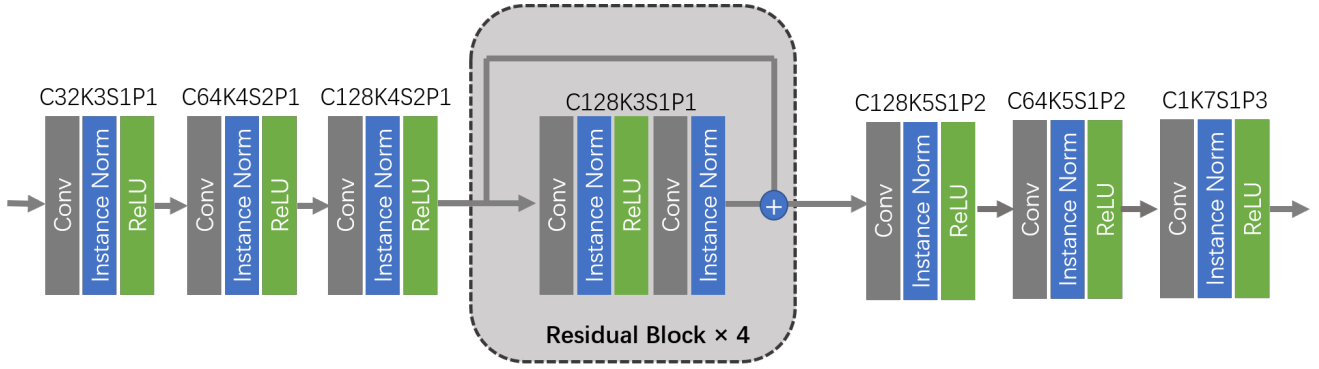 C32K3S1P1
Conv
Instance Norm
ReLU
C64K4S2P1
Conv
Instance Norm
ReLU
C128K4S2P1
Conv
Instance Norm
ReLU
C128K3S1P1
Conv
Instance Norm
ReLU
Conv
Instance Norm
+
Residual Block × 4
C128K5S1P2
Conv
Instance Norm
ReLU
C64K5S1P2
Conv
Instance Norm
ReLU
C1K7S1P3
Conv
Instance Norm
ReLU